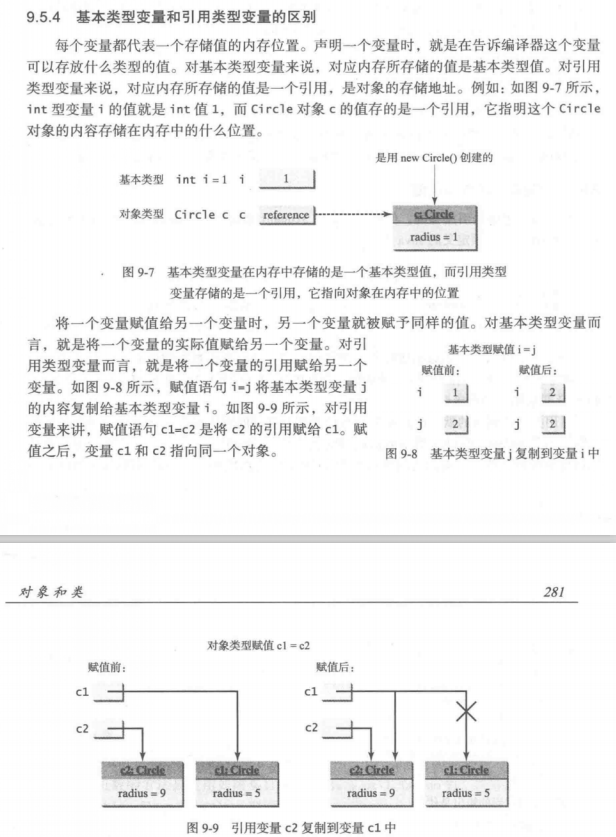 9.5.4 基本类型变量和引用类型变量的区别
每个变量都代表一个存储值的内存位置。声明一个变量时，就是在告诉编译器这个变量
可以存放什么类型的值。对基本类型变量来说，对应内存所存储的值是基本类型值。对引用
类型变量来说，对应内存所存储的值是一个引用，是对象的存储地址。例如：如图 9-7 所示，
int 型变量 i 的值就是 int 值 1，而 Circle 对象 c 的值存的是一个引用，它指明这个 Circle
对象的内容存储在内存中的什么位置。
是用 new Circle() 创建的
基本类型 int i = 1 i 1
对象类型 Circle c c reference
c: Circle
radius = 1
图 9-7 基本类型变量在内存中存储的是一个基本类型值，而引用类型
变量存储的是一个引用，它指向对象在内存中的位置
将一个变量赋值给另一个变量时，另一个变量就被赋予同样的值。对基本类型变量而
言，就是将一个变量的实际值赋给另一个变量。对引
用类型变量而言，就是将一个变量的引用赋给另一个
变量。如图 9-8 所示，赋值语句 i=j 将基本类型变量 j
的内容复制给基本类型变量 i。如图 9-9 所示，对引用
变量来讲，赋值语句 c1=c2 是将 c2 的引用赋给 c1。赋
值之后，变量 c1 和 c2 指向同一个对象。
基本类型赋值 i = j
赋值前： 赋值后：
i 1 i 2
j 2 j 2
图 9-8 基本类型变量 j 复制到变量 i 中
对象和类 281
对象类型赋值 c1 = c2
赋值前： 赋值后：
c1 c1
c2 c2
c2: Circle c1: Circle c2: Circle c1: Circle
radius = 9 radius = 5 radius = 9 radius = 5
图 9-9 引用变量 c2 复制到变量 c1 中